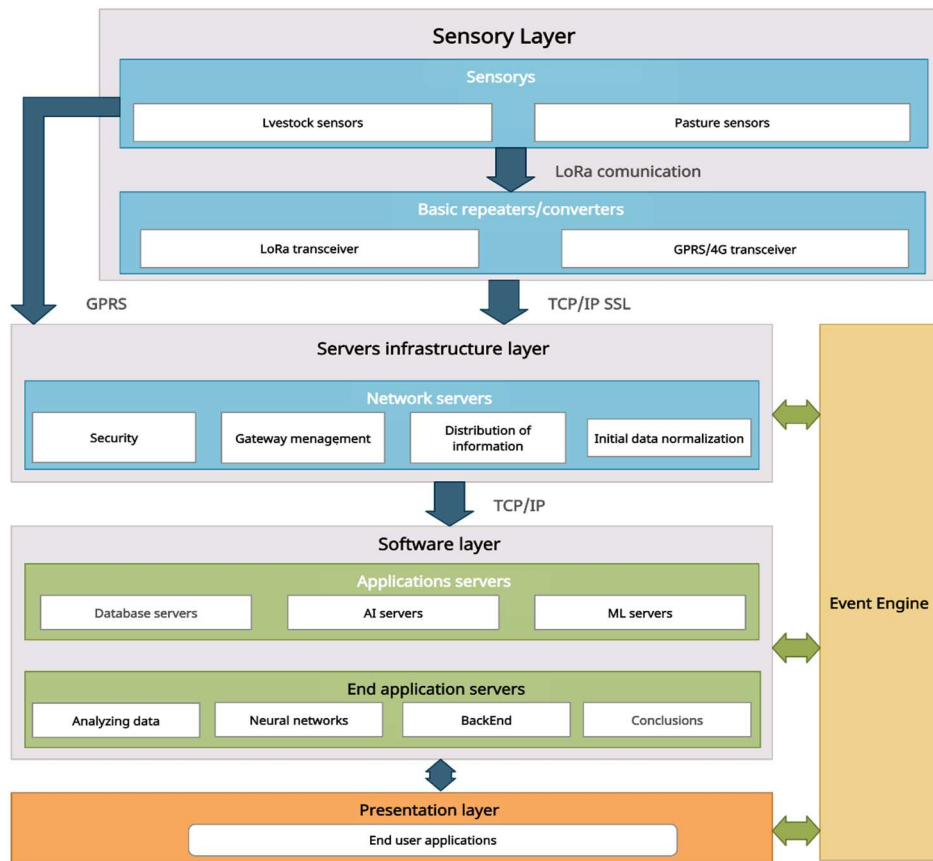 Sensory Layer
Sensorys
Lvestock sensors
Pasture sensors
LoRa comunication
Basic repeaters/converters
LoRa transceiver
GPRS/4G transceiver
GPRS
TCP/IP SSL
Servers infrastructure layer
Network servers
Security
Gateway menagement
Distribution of
information
Initial data normalization
TCP/IP
Software layer
Applications servers
Database servers
AI servers
ML servers
Event Engine
End application servers
Analyzing data
Neural networks
BackEnd
Conclusions
Presentation layer
End user applications